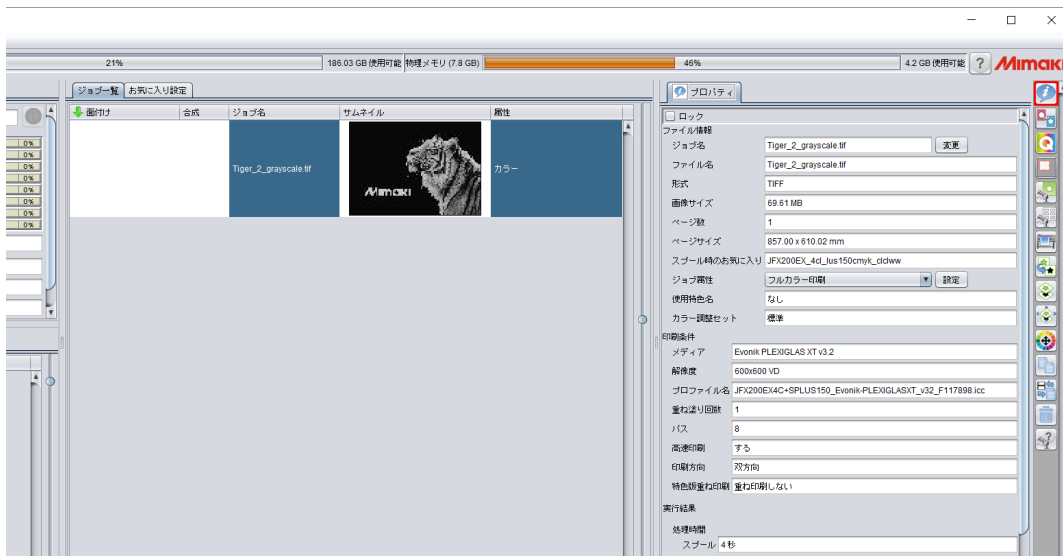 21%
186.03 GB 使用可能
物理メモリ (7.8 GB)
46%
4.2 GB 使用可能
?
Mimaki
ジョブ一覧
お気に入り設定
面付け
合成
ジョブ名
サムネイル
属性
Tiger_2_grayscale.tif
MIMAKI
カラー
0%
0%
0%
0%
0%
0%
0%
0%
プロパティ
ロック
ファイル情報
ジョブ名 Tiger_2_grayscale.tif 変更
ファイル名 Tiger_2_grayscale.tif
形式 TIFF
画像サイズ 69.61 MB
ページ数 1
ページサイズ 857.00 x 610.02 mm
スプール時のお気に入り JFX200EX_4cl_lus150cmyk_clclww
ジョブ属性 フルカラー印刷 設定
使用特色名 なし
カラー調整セット 標準
印刷条件
メディア Evonik PLEXIGLAS XT v3.2
解像度 600x600 VD
プロファイル名 JFX200EX4C+SPLUS150_Evonik-PLEXIGLASXT_v32_F117898.icc
重ね塗り回数 1
パス 8
高速印刷 する
印刷方向 双方向
特色版重ね印刷 重ね印刷しない
実行結果
処理時間
スプール 4 秒